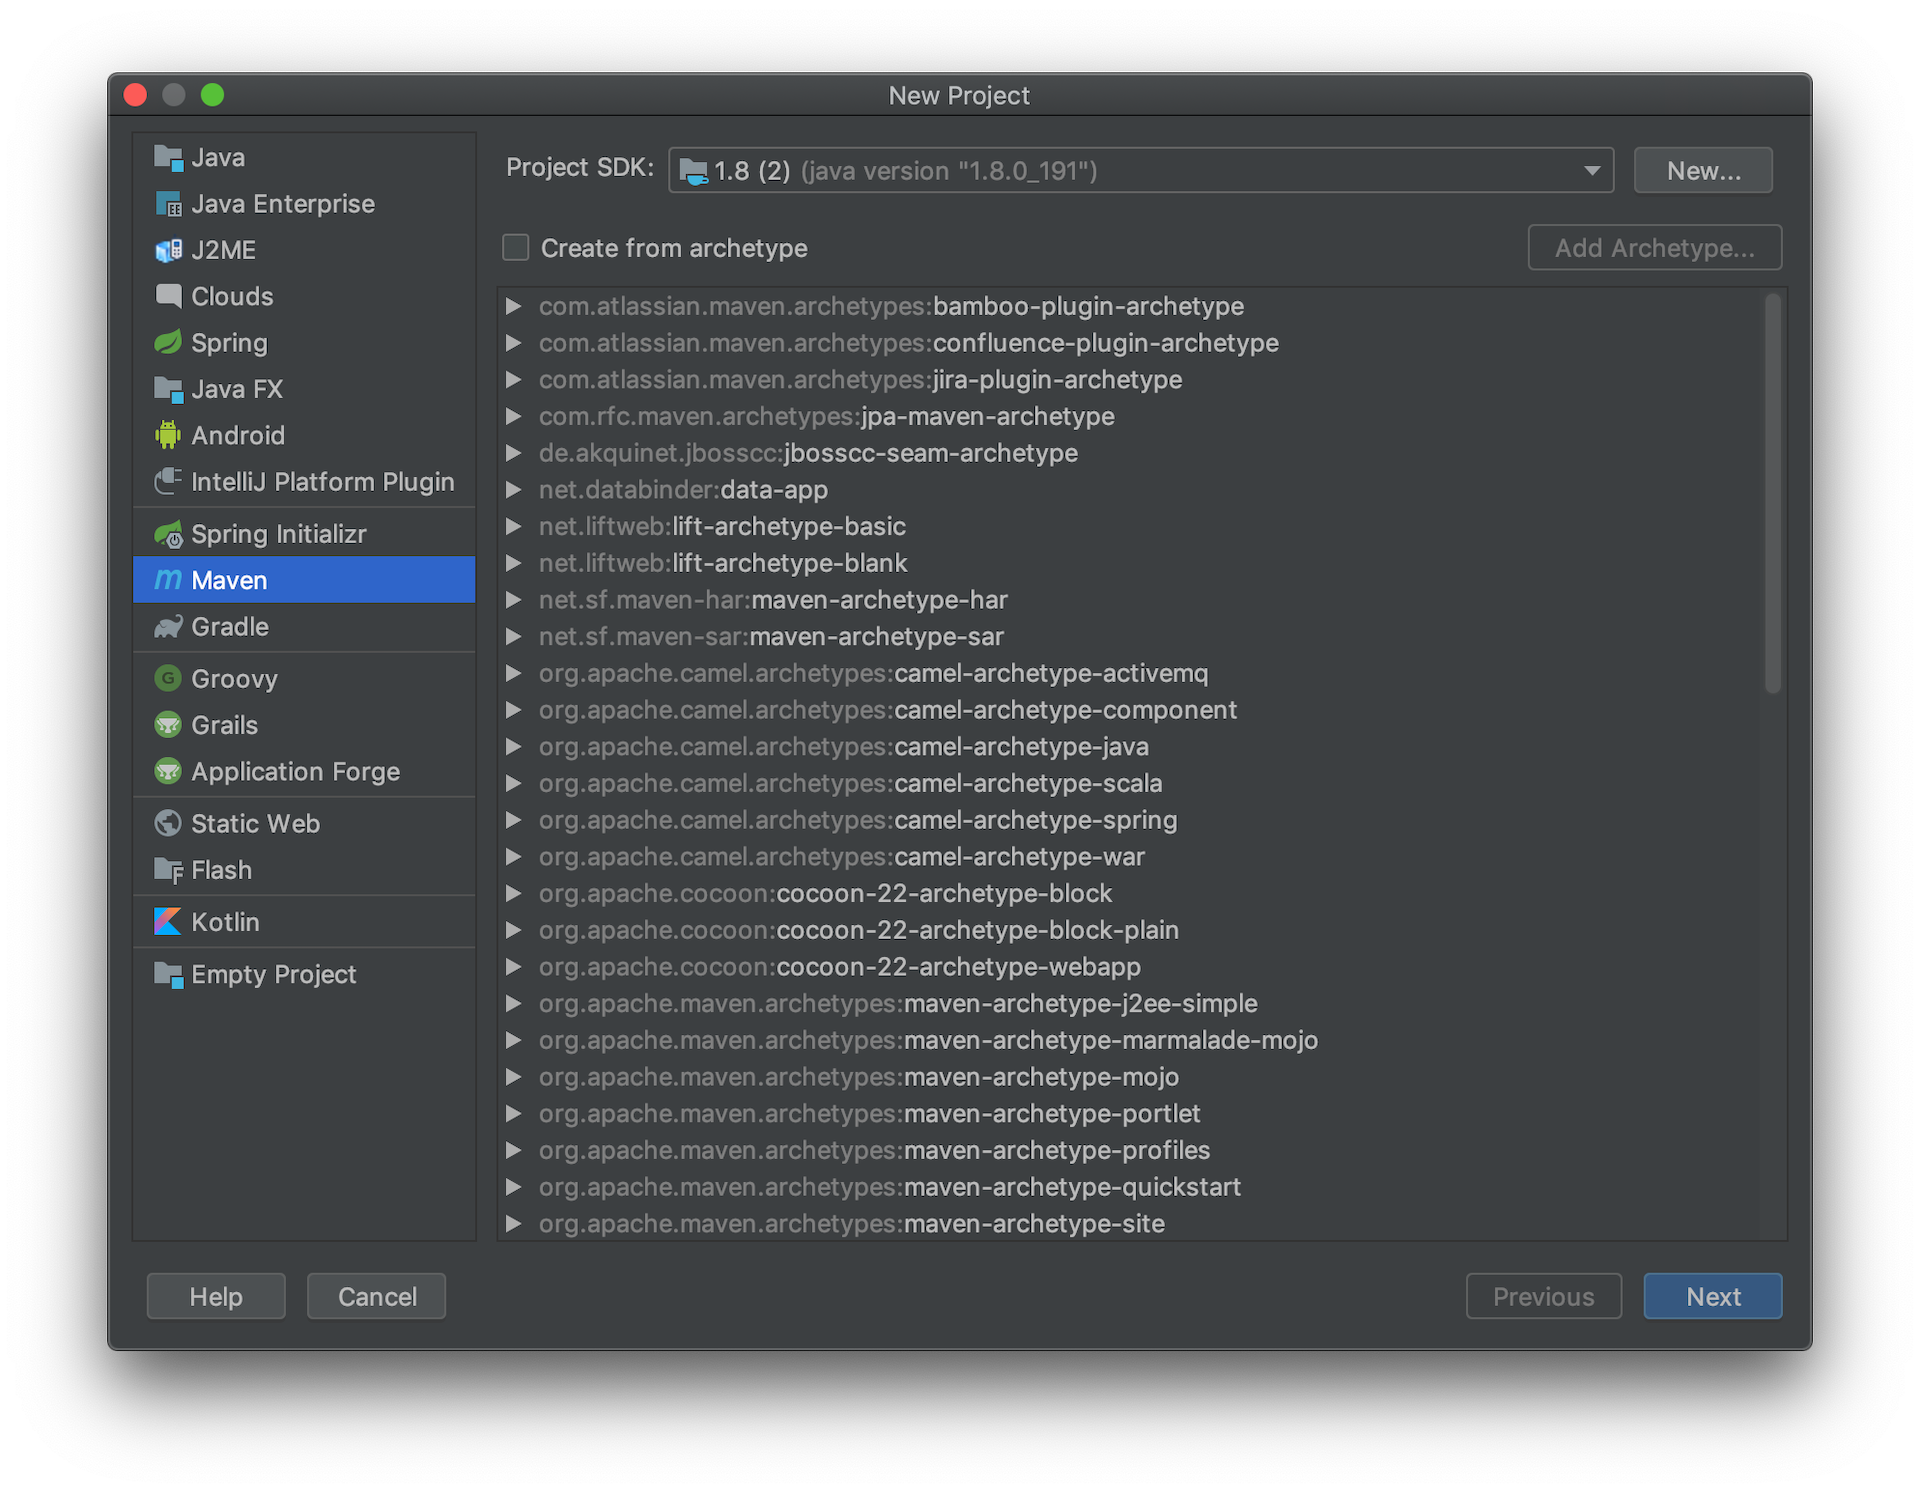 New Project
Java
Java Enterprise
J2ME
Clouds
Spring
Java FX
Android
IntelliJ Platform Plugin
Spring Initializr
Maven
Gradle
Groovy
Grails
Application Forge
Static Web
Flash
Kotlin
Empty Project
Project SDK: 1.8 (2) (java version "1.8.0_191") New...
Create from archetype Add Archetype...
com.atlassian.maven.archetypes:bamboo-plugin-archetype
com.atlassian.maven.archetypes:confluence-plugin-archetype
com.atlassian.maven.archetypes:jira-plugin-archetype
com.rfc.maven.archetypes:jpa-maven-archetype
de.akquinet.jbosscc:jbosscc-seam-archetype
net.databinder:data-app
net.liftweb:lift-archetype-basic
net.liftweb:lift-archetype-blank
net.sf.maven-har:maven-archetype-har
net.sf.maven-sar:maven-archetype-sar
org.apache.camel.archetypes:camel-archetype-activemq
org.apache.camel.archetypes:camel-archetype-component
org.apache.camel.archetypes:camel-archetype-java
org.apache.camel.archetypes:camel-archetype-scala
org.apache.camel.archetypes:camel-archetype-spring
org.apache.camel.archetypes:camel-archetype-war
org.apache.cocoon:cocoon-22-archetype-block
org.apache.cocoon:cocoon-22-archetype-block-plain
org.apache.cocoon:cocoon-22-archetype-webapp
org.apache.maven.archetypes:maven-archetype-j2ee-simple
org.apache.maven.archetypes:maven-archetype-marmalade-mojo
org.apache.maven.archetypes:maven-archetype-mojo
org.apache.maven.archetypes:maven-archetype-portlet
org.apache.maven.archetypes:maven-archetype-profiles
org.apache.maven.archetypes:maven-archetype-quickstart
org.apache.maven.archetypes:maven-archetype-site
Help Cancel Previous Next